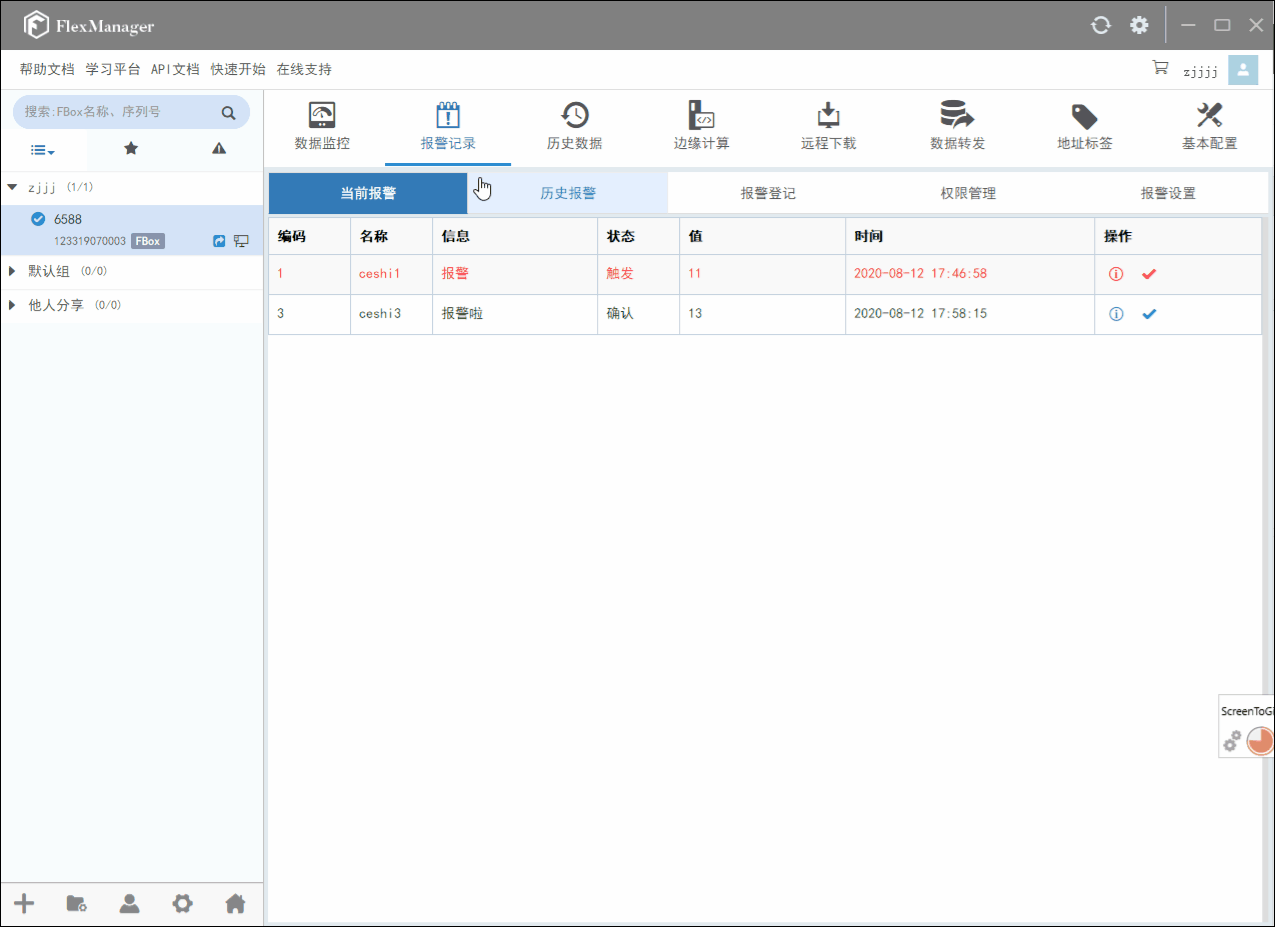 FlexManager
帮助文档 学习平台 API文档 快速开始 在线支持
zjjjj
搜索:FBox名称、序列号
zjjj (1/1)
6588
123319070003 FBox
默认组 (0/0)
他人分享 (0/0)
数据监控 报警记录 历史数据 边缘计算 远程下载 数据转发 地址标签 基本配置
当前报警 历史报警 报警登记 权限管理 报警设置
编码 名称 信息 状态 值 时间 操作
1 ceshi1 报警 触发 11 2020-08-12 17:46:58
3 ceshi3 报警啦 确认 13 2020-08-12 17:58:15
ScreenToGi